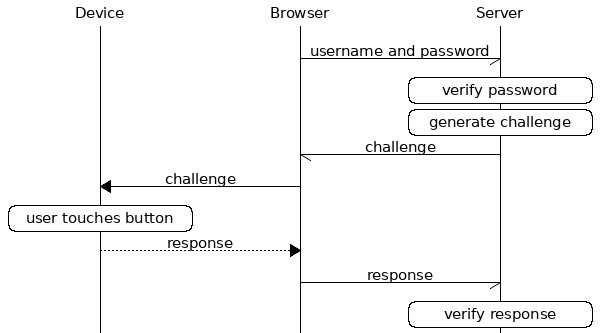 Device Browser Server
username and password
verify password
generate challenge
challenge
challenge
user touches button
response
response
verify response